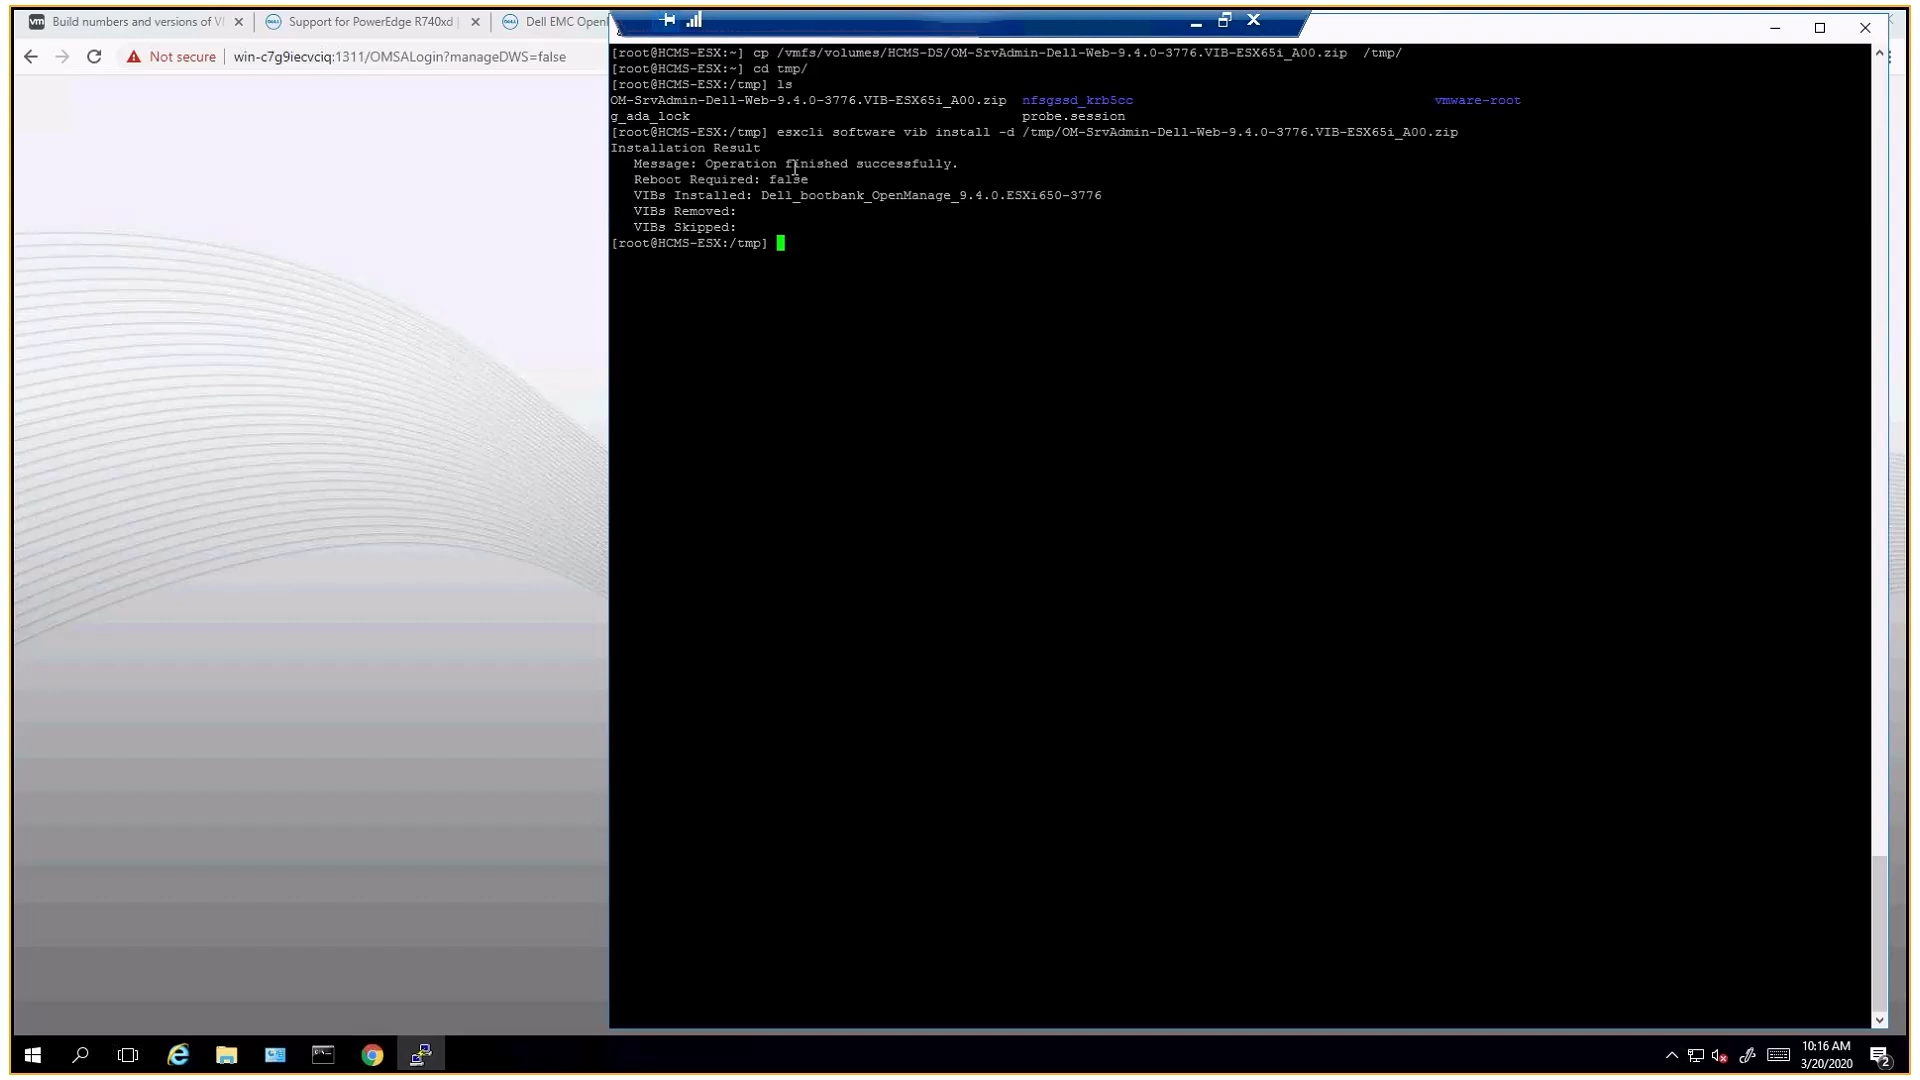 Build numbers and versions of V
Support for PowerEdge R740xd
Dell EMC Open
Not secure
win-c7g9iecvciq:1311/OMSALogin?manageDWS=false
[root@HCMS-ESX:~] cp /vmfs/volumes/HCMS-DS/OM-SrvAdmin-Dell-Web-9.4.0-3776.VIB-ESX65i_A00.zip  /tmp/
[root@HCMS-ESX:~] cd tmp/
[root@HCMS-ESX:/tmp] ls
OM-SrvAdmin-Dell-Web-9.4.0-3776.VIB-ESX65i_A00.zip  nfsgssd_krb5cc  vmware-root
g_ada_lock  probe.session
[root@HCMS-ESX:/tmp] esxcli software vib install -d /tmp/OM-SrvAdmin-Dell-Web-9.4.0-3776.VIB-ESX65i_A00.zip
Installation Result
Message: Operation finished successfully.
Reboot Required: false
VIBs Installed: Dell_bootbank_OpenManage_9.4.0.ESXi650-3776
VIBs Removed:
VIBs Skipped:
[root@HCMS-ESX:/tmp]
10:16 AM
3/20/2020
2